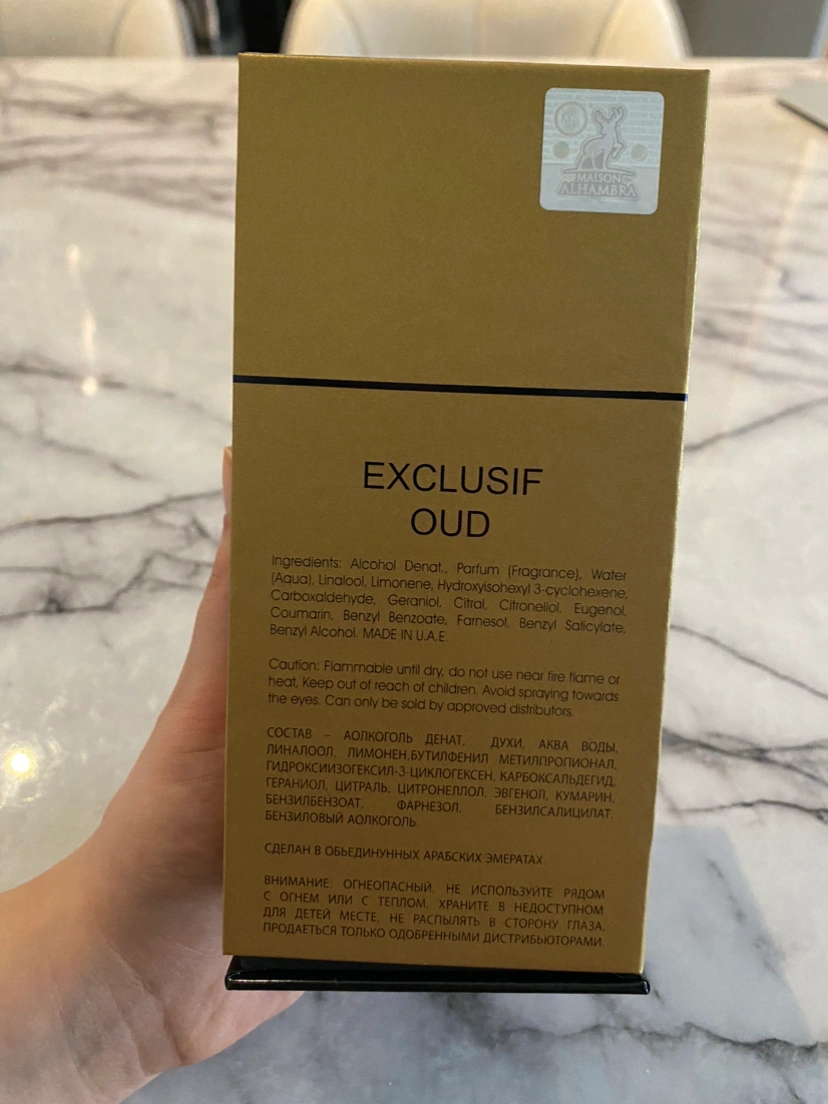 MAISON
ALHAMBRA
EXCLUSIF
OUD
Ingredients: Alcohol Denat., Parfum (Fragrance), Water
(Aqua), Linalool, Limonene, Hydroxylsohexyl 3-cyclohexene,
Carboxaldehyde, Geraniol, Citral, Citronellol, Eugenol,
Coumarin, Benzyl Benzoate, Farnesol, Benzyl Salicylate,
Benzyl Alcohol. MADE IN U.A.E.
Caution: Flammable until dry, do not use near fire flame or
heat, Keep out of reach of children. Avoid spraying towards
the eyes. Can only be sold by approved distributors.
СОСТАВ – АОЛКОГОЛЬ ДЕНАТ, ДУХИ, АКВА ВОДЫ,
ЛИНАЛООЛ, ЛИМОНЕН,БУТИЛФЕНИЛ МЕТИЛПРОПИОНАЛ,
ГИДРОКСИИЗОГЕКСИЛ-3-ЦИКЛОГЕКСЕН, КАРБОКСАЛЬДЕГИД,
ГЕРАНИОЛ, ЦИТРАЛЬ, ЦИТРОНЕЛЛОЛ, ЭВГЕНОЛ, КУМАРИН,
БЕНЗИЛБЕНЗОАТ, ФАРНЕЗОЛ, БЕНЗИЛСАЛИЦИЛАТ,
БЕНЗИЛОВЫЙ АОЛКОГОЛЬ.
СДЕЛАН В ОБЬЕДИНУННЫХ АРАБСКИХ ЭМЕРАТАХ.
ВНИМАНИЕ: ОГНЕОПАСНЫЙ, НЕ ИСПОЛЬЗУЙТЕ РЯДОМ
С ОГНЕМ ИЛИ С ТЕПЛОМ, ХРАНИТЕ В НЕДОСТУПНОМ
ДЛЯ ДЕТЕЙ МЕСТЕ, НЕ РАСПЫЛЯТЬ В СТОРОНУ ГЛАЗА.
ПРОДАЕТЬСЯ ТОЛЬКО ОДОБРЕННЫМИ ДИСТРИБЬЮТОРАМИ.